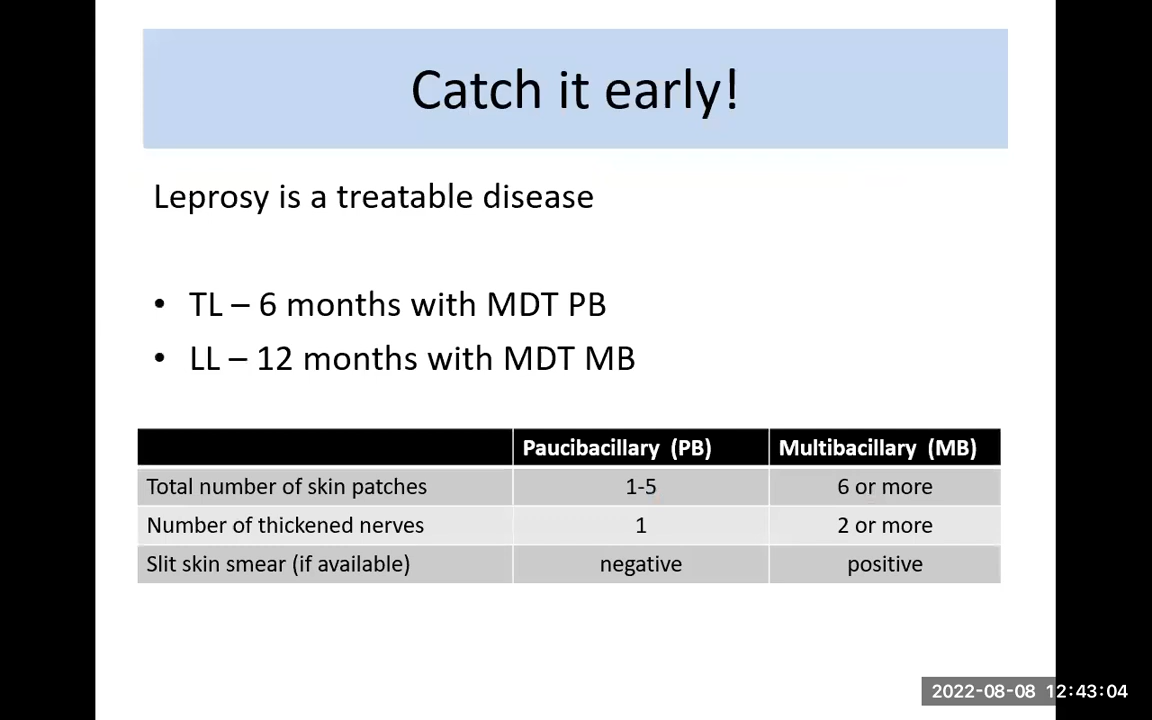 Catch it early!
Leprosy is a treatable disease
• TL – 6 months with MDT PB
• LL – 12 months with MDT MB
Paucibacillary (PB) Multibacillary (MB)
Total number of skin patches 1-5 6 or more
Number of thickened nerves 1 2 or more
Slit skin smear (if available) negative positive
2022-08-08 12:43:04